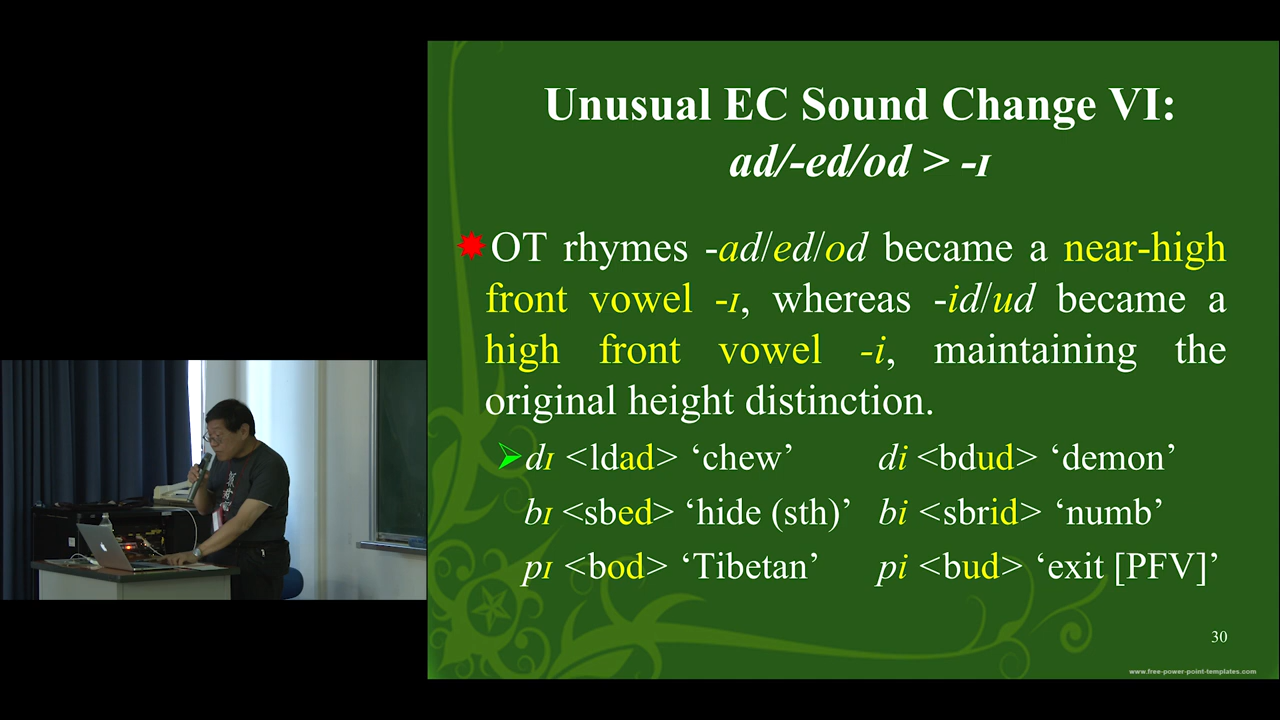 Unusual EC Sound Change VI:
ad/-ed/od > -ɪ
OT rhymes -ad/ed/od became a near-high
front vowel -ɪ, whereas -id/ud became a
high front vowel -i, maintaining the
original height distinction.
dɪ <ldad> ‘chew’ di <bdud> ‘demon’
bɪ <sbed> ‘hide (sth)’ bi <sbrid> ‘numb’
pɪ <bod> ‘Tibetan’ pi <bud> ‘exit [PFV]’
30
www.free-power-point-templates.com